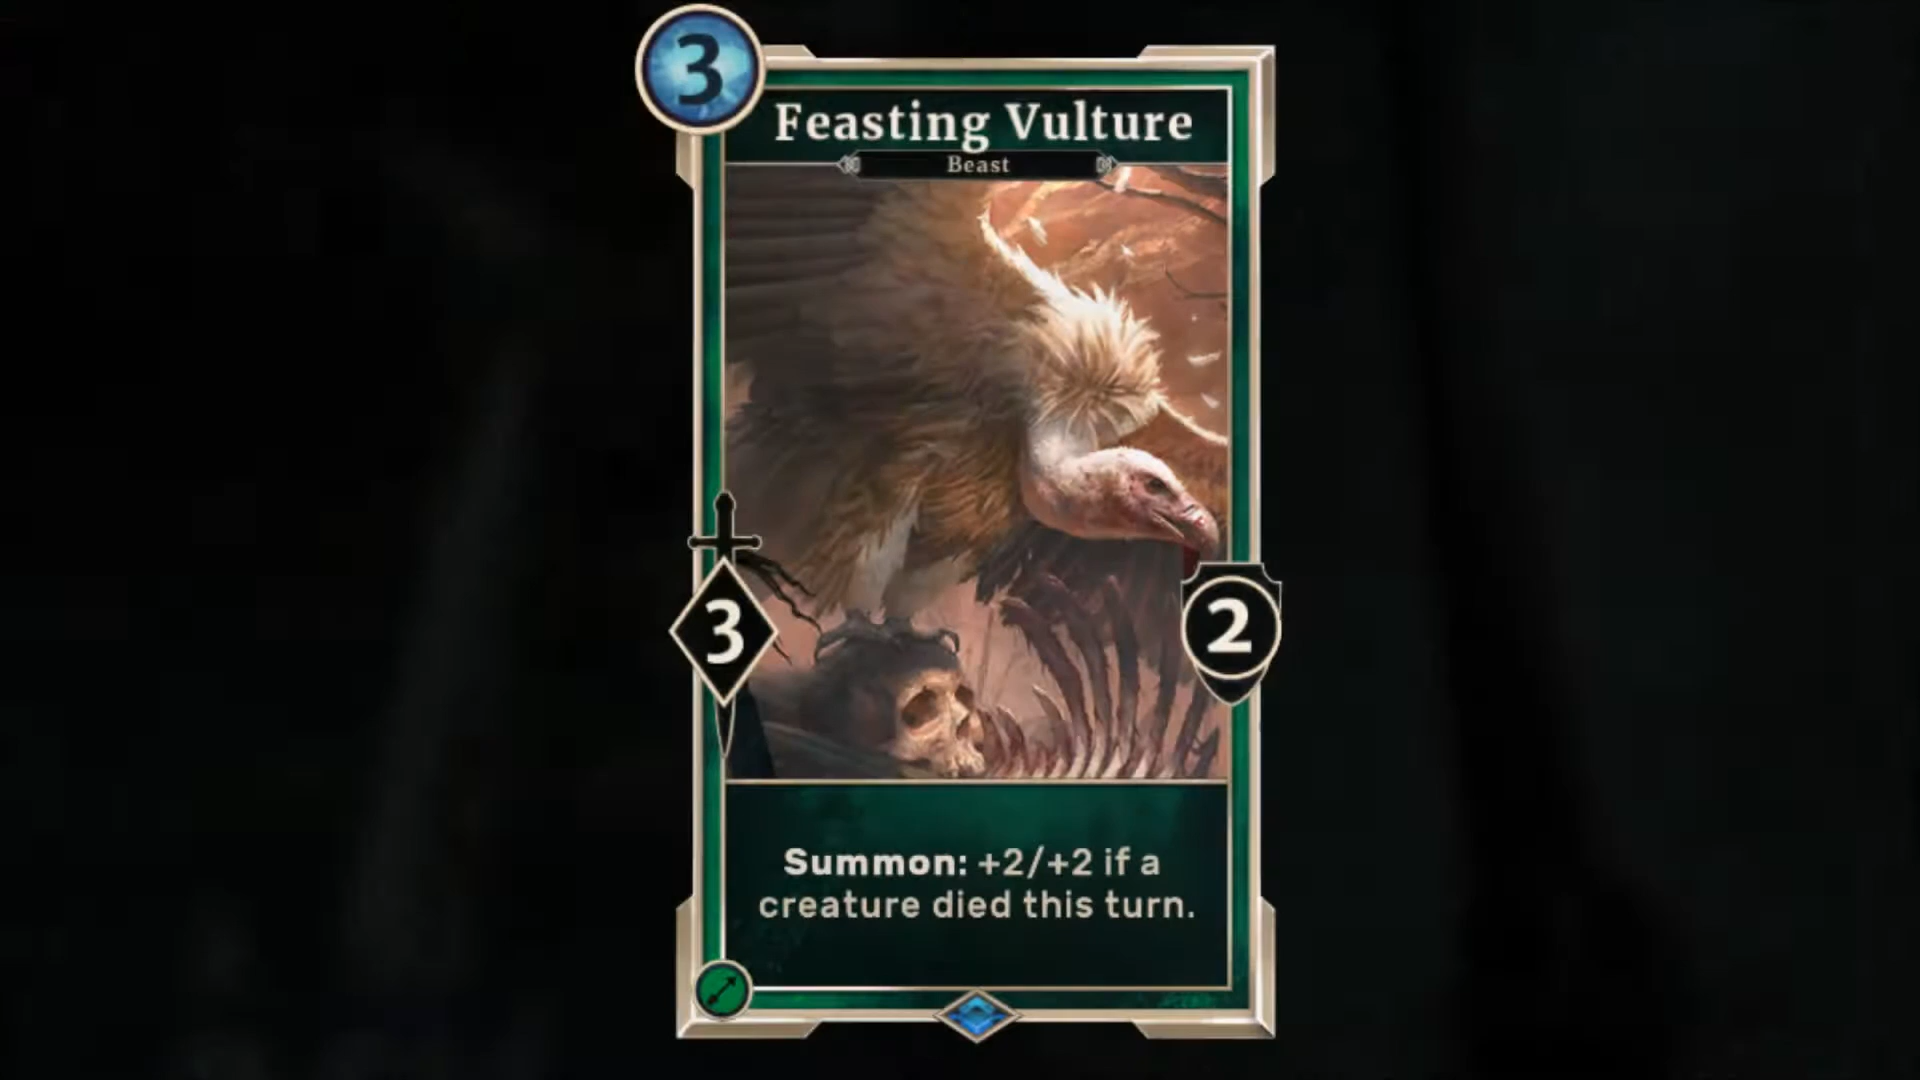 3
Feasting Vulture
Beast
3
2
Summon: +2/+2 if a
creature died this turn.